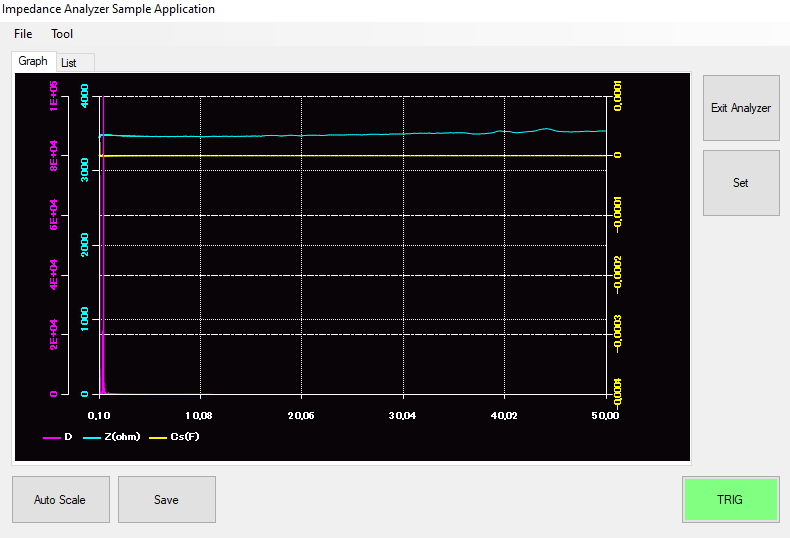 Impedance Analyzer Sample Application
File Tool
Graph List
1E+05 8E+04 6E+04 4E+04 2E+04 0
4000 3000 2000 1000 0
0,0001 0 -0,0001 -0,0002 -0,0003 -0,0004
0,10 10,08 20,06 30,04 40,02 50,00
D Z(ohm) Cs(F)
Exit Analyzer
Set
Auto Scale Save TRIG